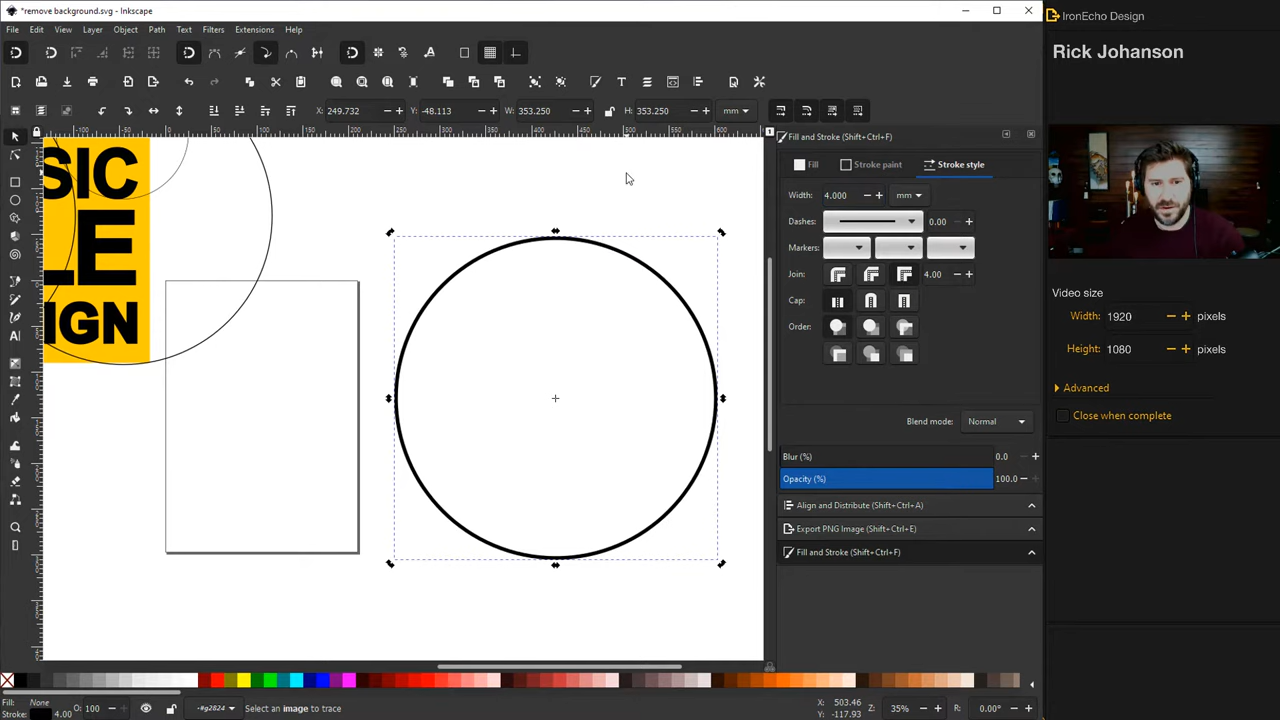 *remove background.svg - Inkscape
IronEcho Design
File Edit View Layer Object Path Text Filters Extensions Help
Rick Johanson
X: 249.732 Y: -48.113 W: 353.250 H: 353.250 mm
Fill and Stroke (Shift+Ctrl+F)
Fill Stroke paint Stroke style
Width: 4.000 mm
Dashes: 0.00
Markers:
Join: 4.00
Cap:
Order:
SIC
LE
IGN
Video size
Width: 1920 pixels
Height: 1080 pixels
Advanced
Close when complete
Blend mode: Normal
Blur (%) 0.0
Opacity (%) 100.0
Align and Distribute (Shift+Ctrl+A)
Export PNG Image (Shift+Ctrl+E)
Fill and Stroke (Shift+Ctrl+F)
Fill: None O: 100 -#g2824 Select an image to trace X: 503.46 Z: 35% R: 0.00°
Stroke: 4.00 Y: -117.93